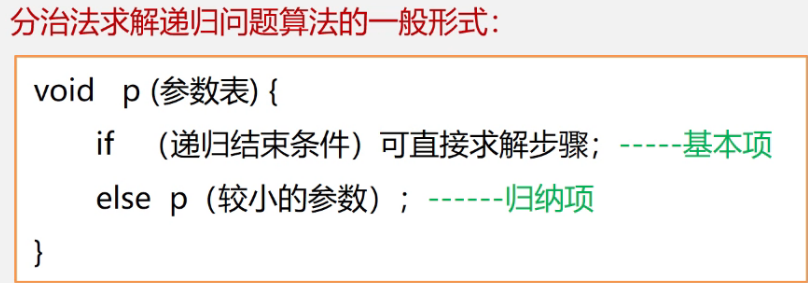 分治法求解递归问题算法的一般形式：
void p (参数表) {
if （递归结束条件）可直接求解步骤；-----基本项
else p（较小的参数）；------归纳项
}